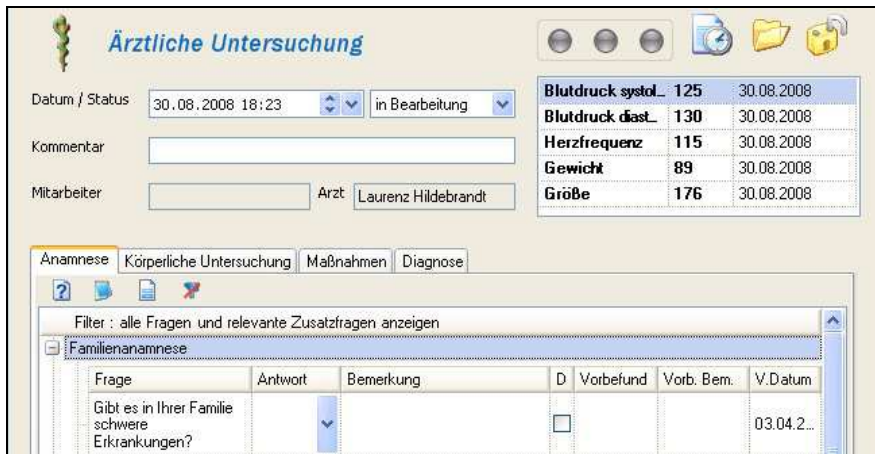 Ärztliche Untersuchung
Datum / Status 30.08.2008 18:23 in Bearbeitung
Kommentar
Mitarbeiter Arzt Laurenz Hildebrandt
Blutdruck systol_ 125 30.08.2008
Blutdruck diast_ 130 30.08.2008
Herzfrequenz 115 30.08.2008
Gewicht 89 30.08.2008
Größe 176 30.08.2008
Anamnese Körperliche Untersuchung Maßnahmen Diagnose
Filter : alle Fragen und relevante Zusatzfragen anzeigen
Familienanamnese
Frage Antwort Bemerkung D Vorbefund Vorb. Bem. V.Datum
Gibt es in Ihrer Familie
schwere 03.04.2...
Erkrankungen?